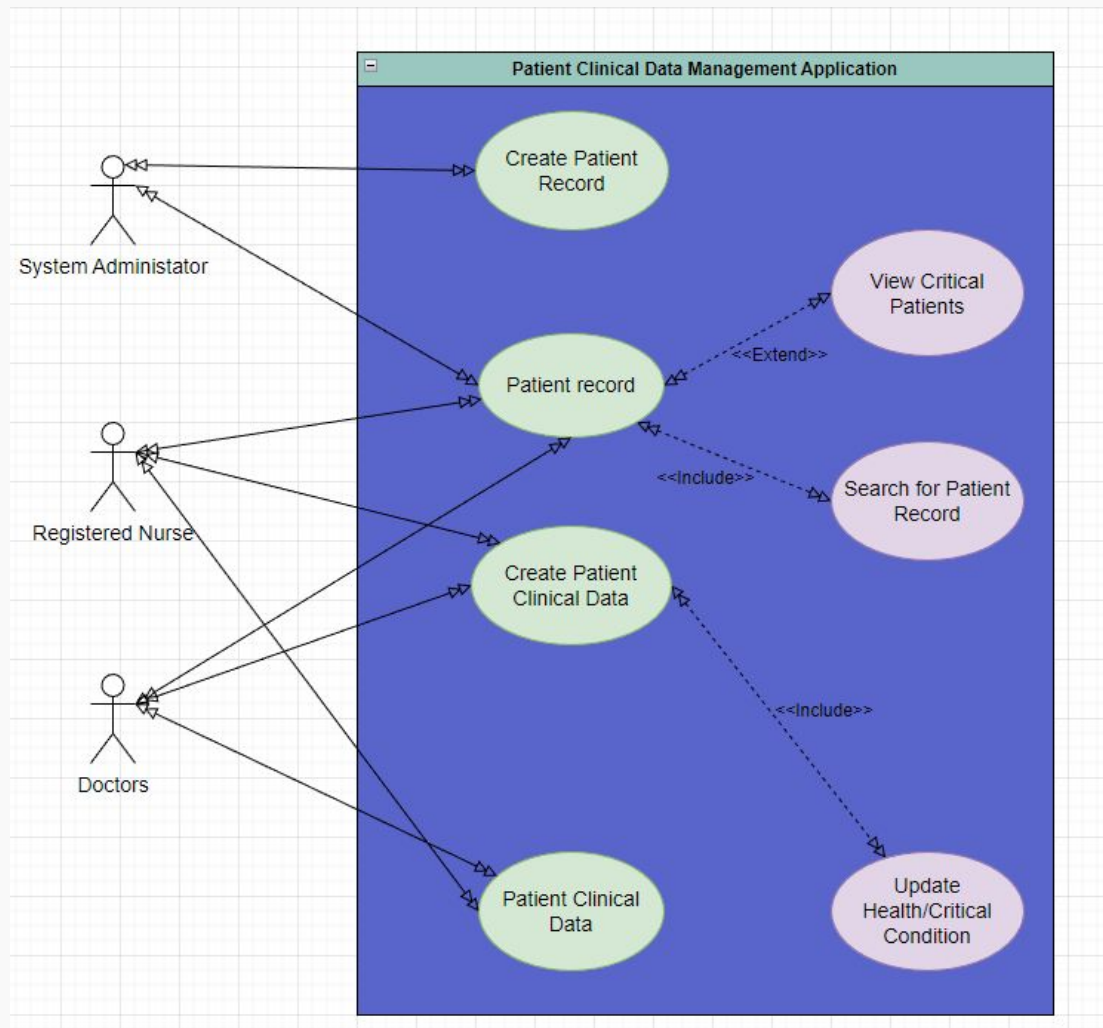 Patient Clinical Data Management Application
Create Patient
Record
System Administator
View Critical
Patients
<<Extend>>
Patient record
Registered Nurse
<<Include>>
Search for Patient
Record
Create Patient
Clinical Data
<<Include>>
Doctors
Patient Clinical
Data
Update
Health/Critical
Condition